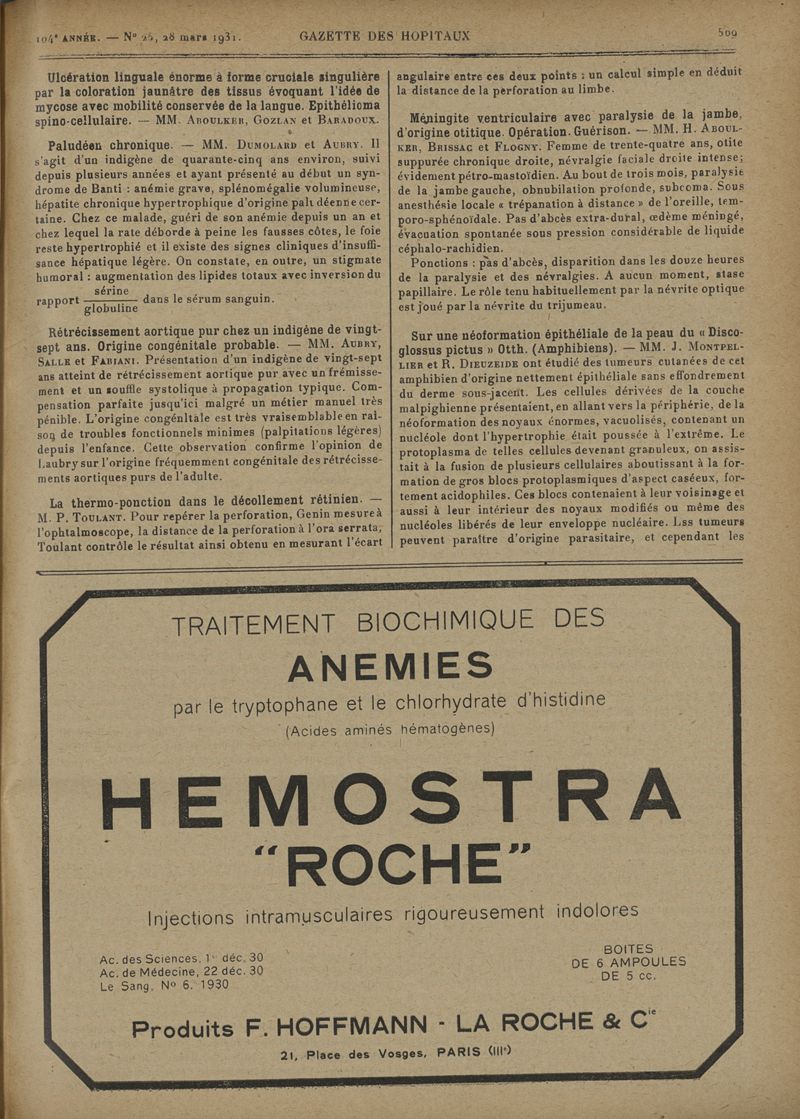 104e ANNÉE. — No 25, 28 mars 1931.
GAZETTE DES HOPITAUX
509
Ulcération linguale énorme à forme cruciale singulière
par la coloration jaunâtre des tissus évoquant l'idée de
mycose avec mobilité conservée de la langue. Epithélioma
spino-cellulaire. — MM. ABOULKER, GOZLAN et BARADOUX.
Paludéen chronique. — MM. DUMOLARD et AUBRY. Il
s'agit d'un indigène de quarante-cinq ans environ, suivi
depuis plusieurs années et ayant présenté au début un syn-
drome de Banti : anémie grave, splénomégalie volumineuse,
hépatite chronique hypertrophique d'origine paludéenne cer-
taine. Chez ce malade, guéri de son anémie depuis un an et
chez lequel la rate déborde à peine les fausses côtes, le foie
reste hypertrophié et il existe des signes cliniques d'insuffi-
sance hépatique légère. On constate, en outre, un stigmate
humoral : augmentation des lipides totaux avec inversion du
sérine
rapport ——— dans le sérum sanguin.
globuline
Rétrécissement aortique pur chez un indigène de vingt-
sept ans. Origine congénitale probable. — MM. AUBRY,
SALLE et FABIANI. Présentation d'un indigène de vingt-sept
ans atteint de rétrécissement aortique pur avec un frémisse-
ment et un souffle systolique à propagation typique. Com-
pensation parfaite jusqu'ici malgré un métier manuel très
pénible. L'origine congénitale est très vraisemblable en rai-
son de troubles fonctionnels minimes (palpitations légères)
depuis l'enfance. Cette observation confirme l'opinion de
Laubry sur l'origine fréquemment congénitale des rétrécisse-
ments aortiques purs de l'adulte.
La thermo-ponction dans le décollement rétinien. —
M. P. TOULANT. Pour repérer la perforation, Genin mesure à
l'ophtalmoscope, la distance de la perforation à l'ora serrata;
Toulant contrôle le résultat ainsi obtenu en mesurant l'écart
angulaire entre ces deux points : un calcul simple en déduit
la distance de la perforation au limbe.
Méningite ventriculaire avec paralysie de la jambe,
d'origine otitique. Opération. Guérison. — MM. H. ABOUL-
KER, BRISSAC et FLOGNY. Femme de trente-quatre ans, otite
suppurée chronique droite, névralgie faciale droite intense;
évidement pétro-mastoïdien. Au bout de trois mois, paralysie
de la jambe gauche, obnubilation profonde, subcoma. Sous
anesthésie locale « trépanation à distance » de l'oreille, tem-
poro-sphénoïdale. Pas d'abcès extra-dural, œdème méningé,
évacuation spontanée sous pression considérable de liquide
céphalo-rachidien.
Ponctions : pas d'abcès, disparition dans les douze heures
de la paralysie et des névralgies. A aucun moment, stase
papillaire. Le rôle tenu habituellement par la névrite optique
est joué par la névrite du trijumeau.
Sur une néoformation épithéliale de la peau du « Disco-
glossus pictus » Otth. (Amphibiens). — MM. J. MONTPEL-
LIER et R. DIEUZEIDE ont étudié des tumeurs cutanées de cet
amphibien d'origine nettement épithéliale sans effondrement
du derme sous-jacent. Les cellules dérivées de la couche
malpighienne présentaient, en allant vers la périphérie, de la
néoformation des noyaux énormes, vacuolisés, contenant un
nucléole dont l'hypertrophie était poussée à l'extrême. Le
protoplasma de telles cellules devenant granuleux, on assis-
tait à la fusion de plusieurs cellulaires aboutissant à la for-
mation de gros blocs protoplasmiques d'aspect caséeux, for-
tement acidophiles. Ces blocs contenaient à leur voisinage et
aussi à leur intérieur des noyaux modifiés ou même des
nucléoles libérés de leur enveloppe nucléaire. Lss tumeurs
peuvent paraître d'origine parasitaire, et cependant les
TRAITEMENT BIOCHIMIQUE DES
ANEMIES
par le tryptophane et le chlorhydrate d'histidine
(Acides aminés hématogènes)
HEMOSTRA
"ROCHE"
Injections intramusculaires rigoureusement indolores
Ac. des Sciences, 1r déc. 30
Ac. de Médecine, 22 déc. 30
Le Sang. No 6. 1930
BOITES
DE 6 AMPOULES
DE 5 cc.
Produits F. HOFFMANN - LA ROCHE & Cie
21, Place des Vosges, PARIS (IIIe)